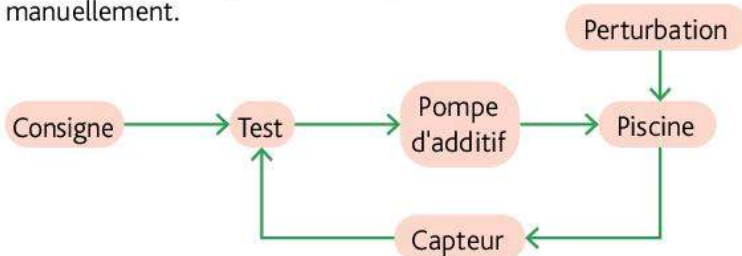 manuellement.
Perturbation
Consigne
Test
Pompe
d'additif
Piscine
Capteur